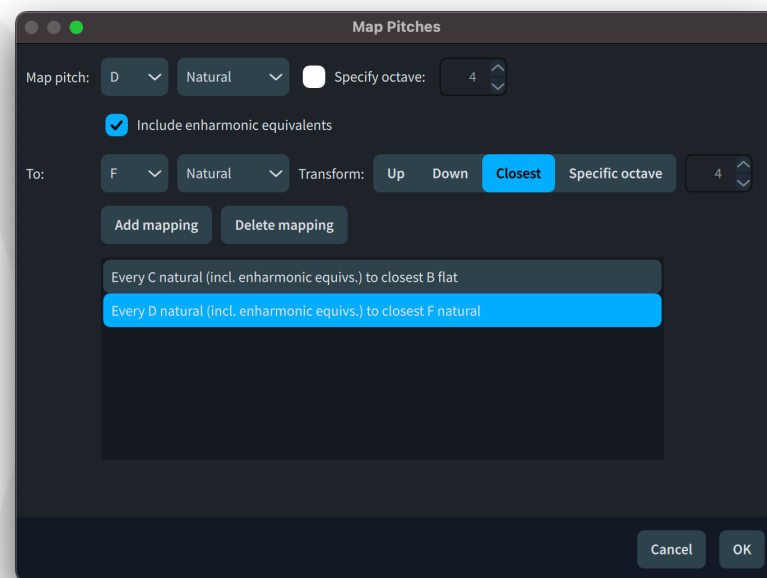 Map Pitches
Map pitch: D Natural Specify octave: 4
Include enharmonic equivalents
To: F Natural Transform: Up Down Closest Specific octave 4
Add mapping Delete mapping
Every C natural (incl. enharmonic equivs.) to closest B flat
Every D natural (incl. enharmonic equivs.) to closest F natural
Cancel OK